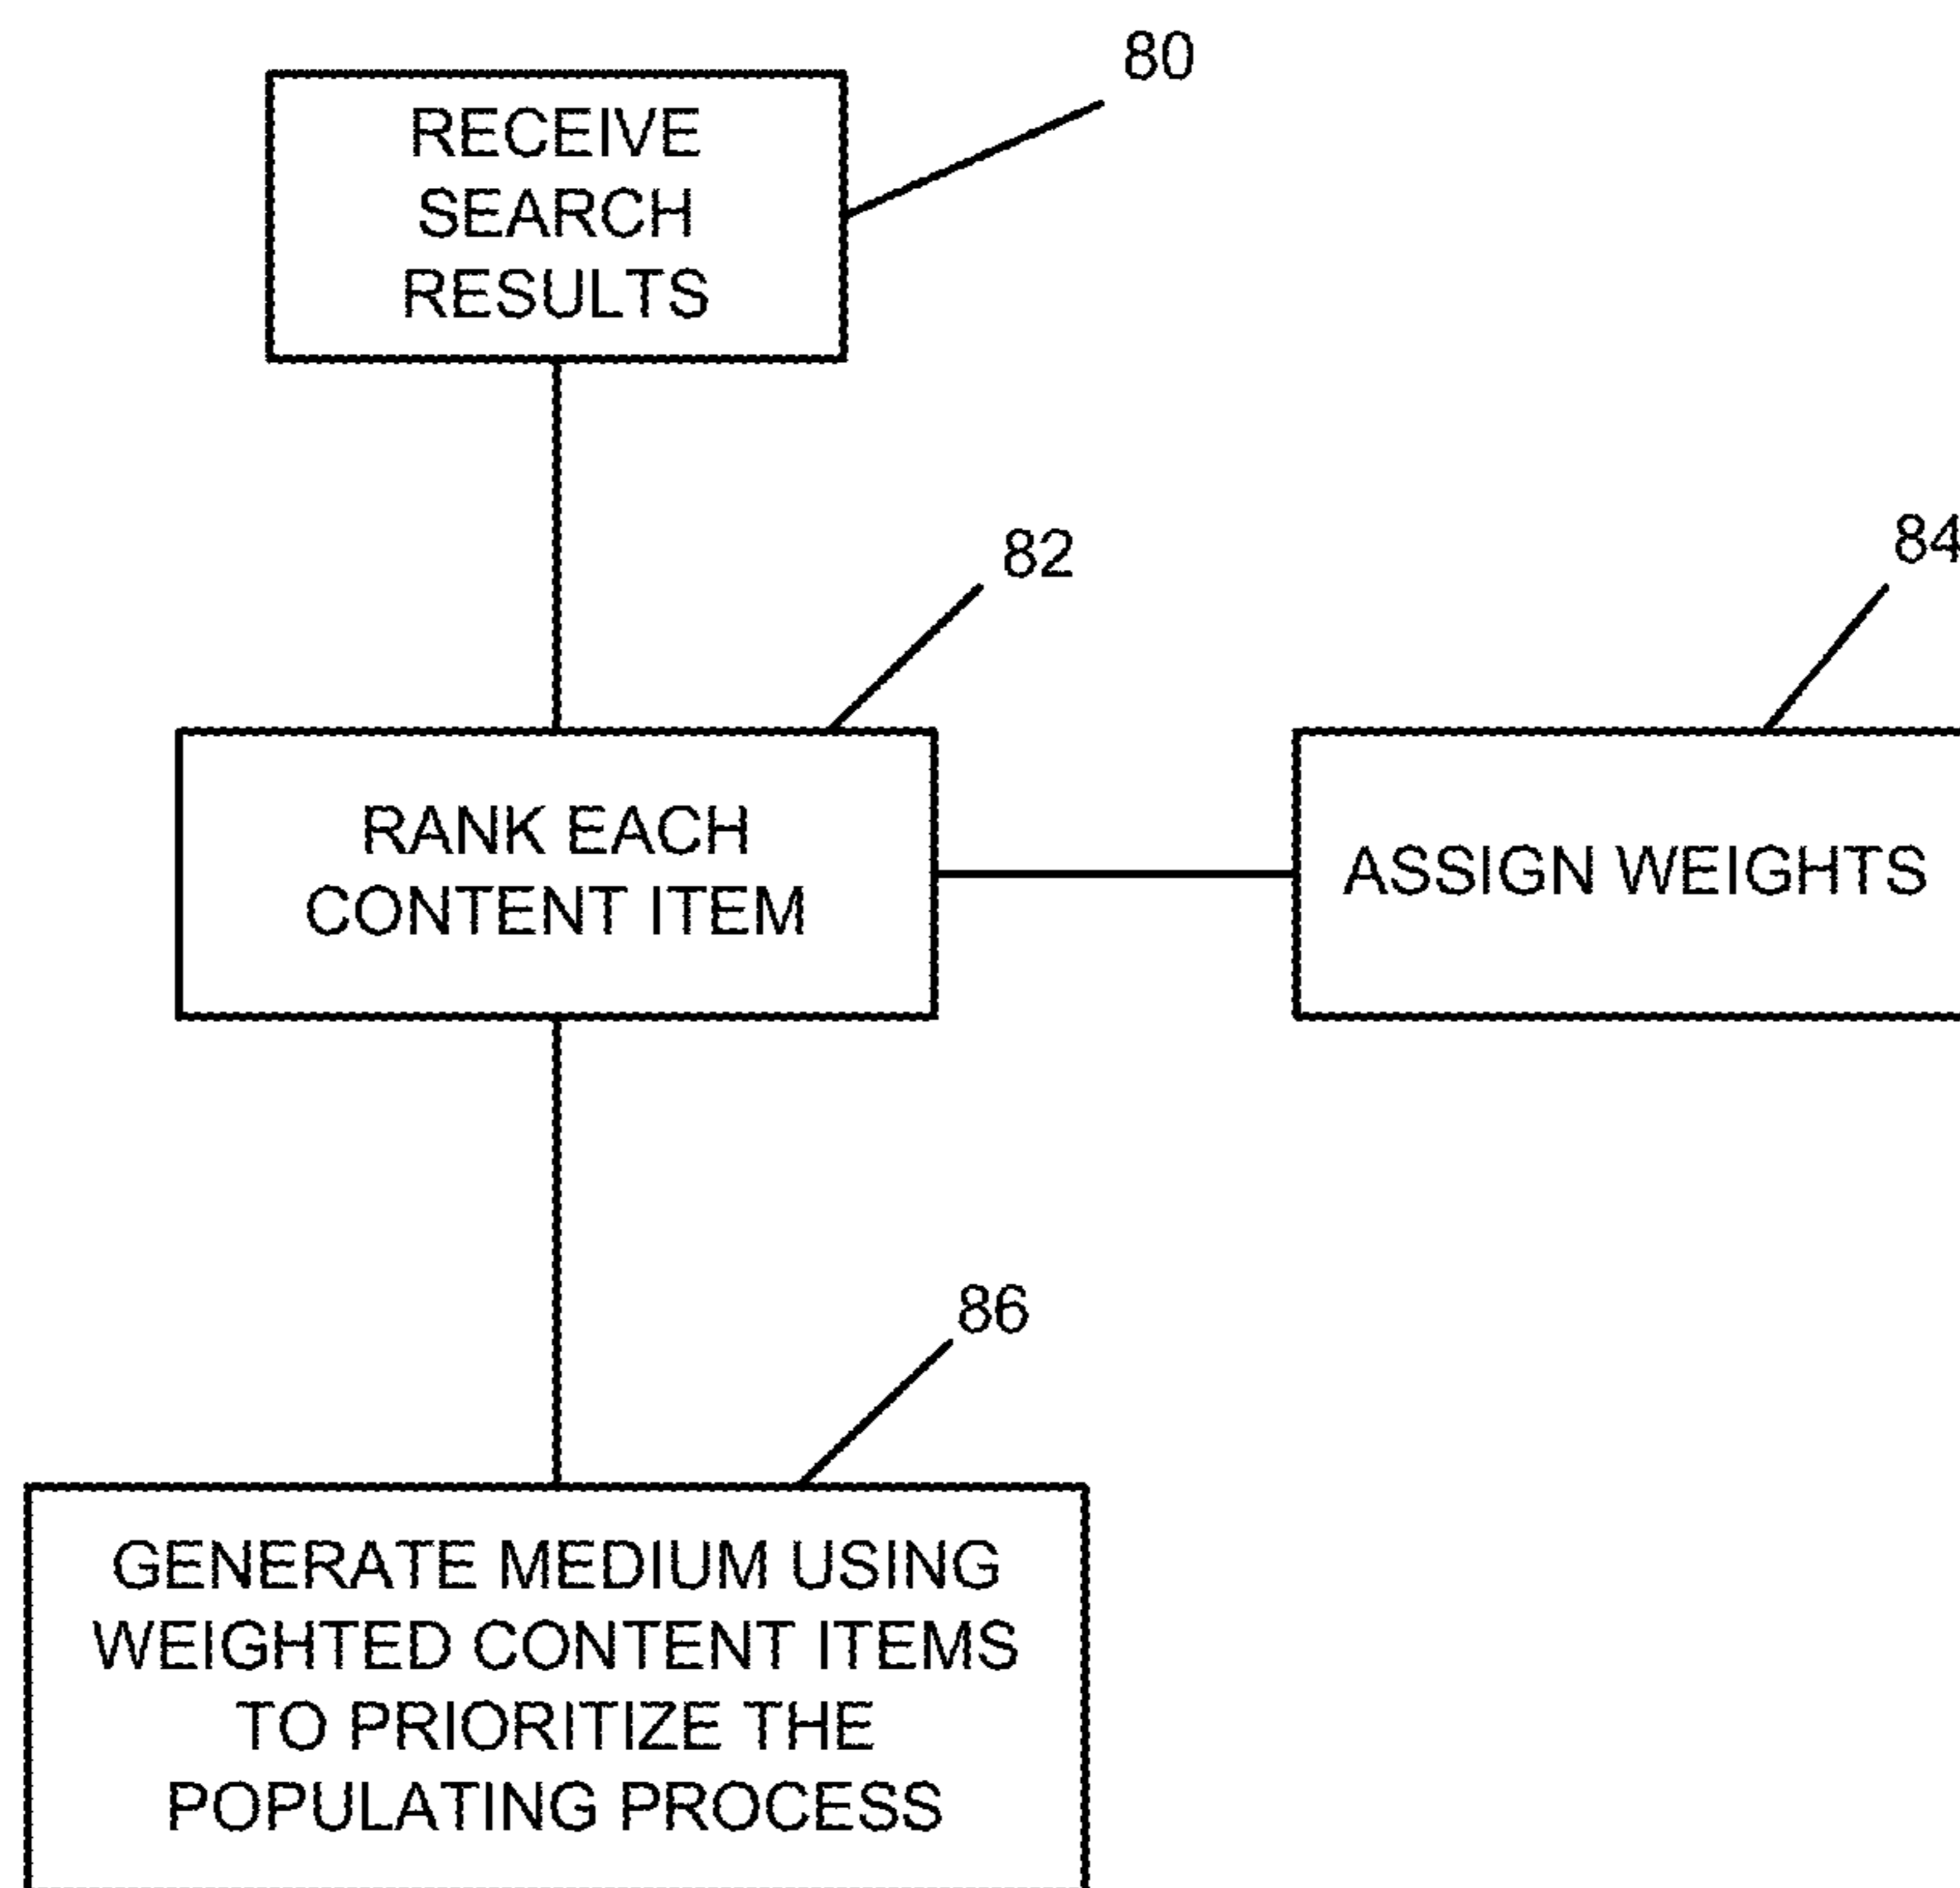 80
RECEIVE
SEARCH
RESULTS
82
84
RANK EACH
CONTENT ITEM
ASSIGN WEIGHTS
86
GENERATE MEDIUM USING
WEIGHTED CONTENT ITEMS
TO PRIORITIZE THE
POPULATING PROCESS